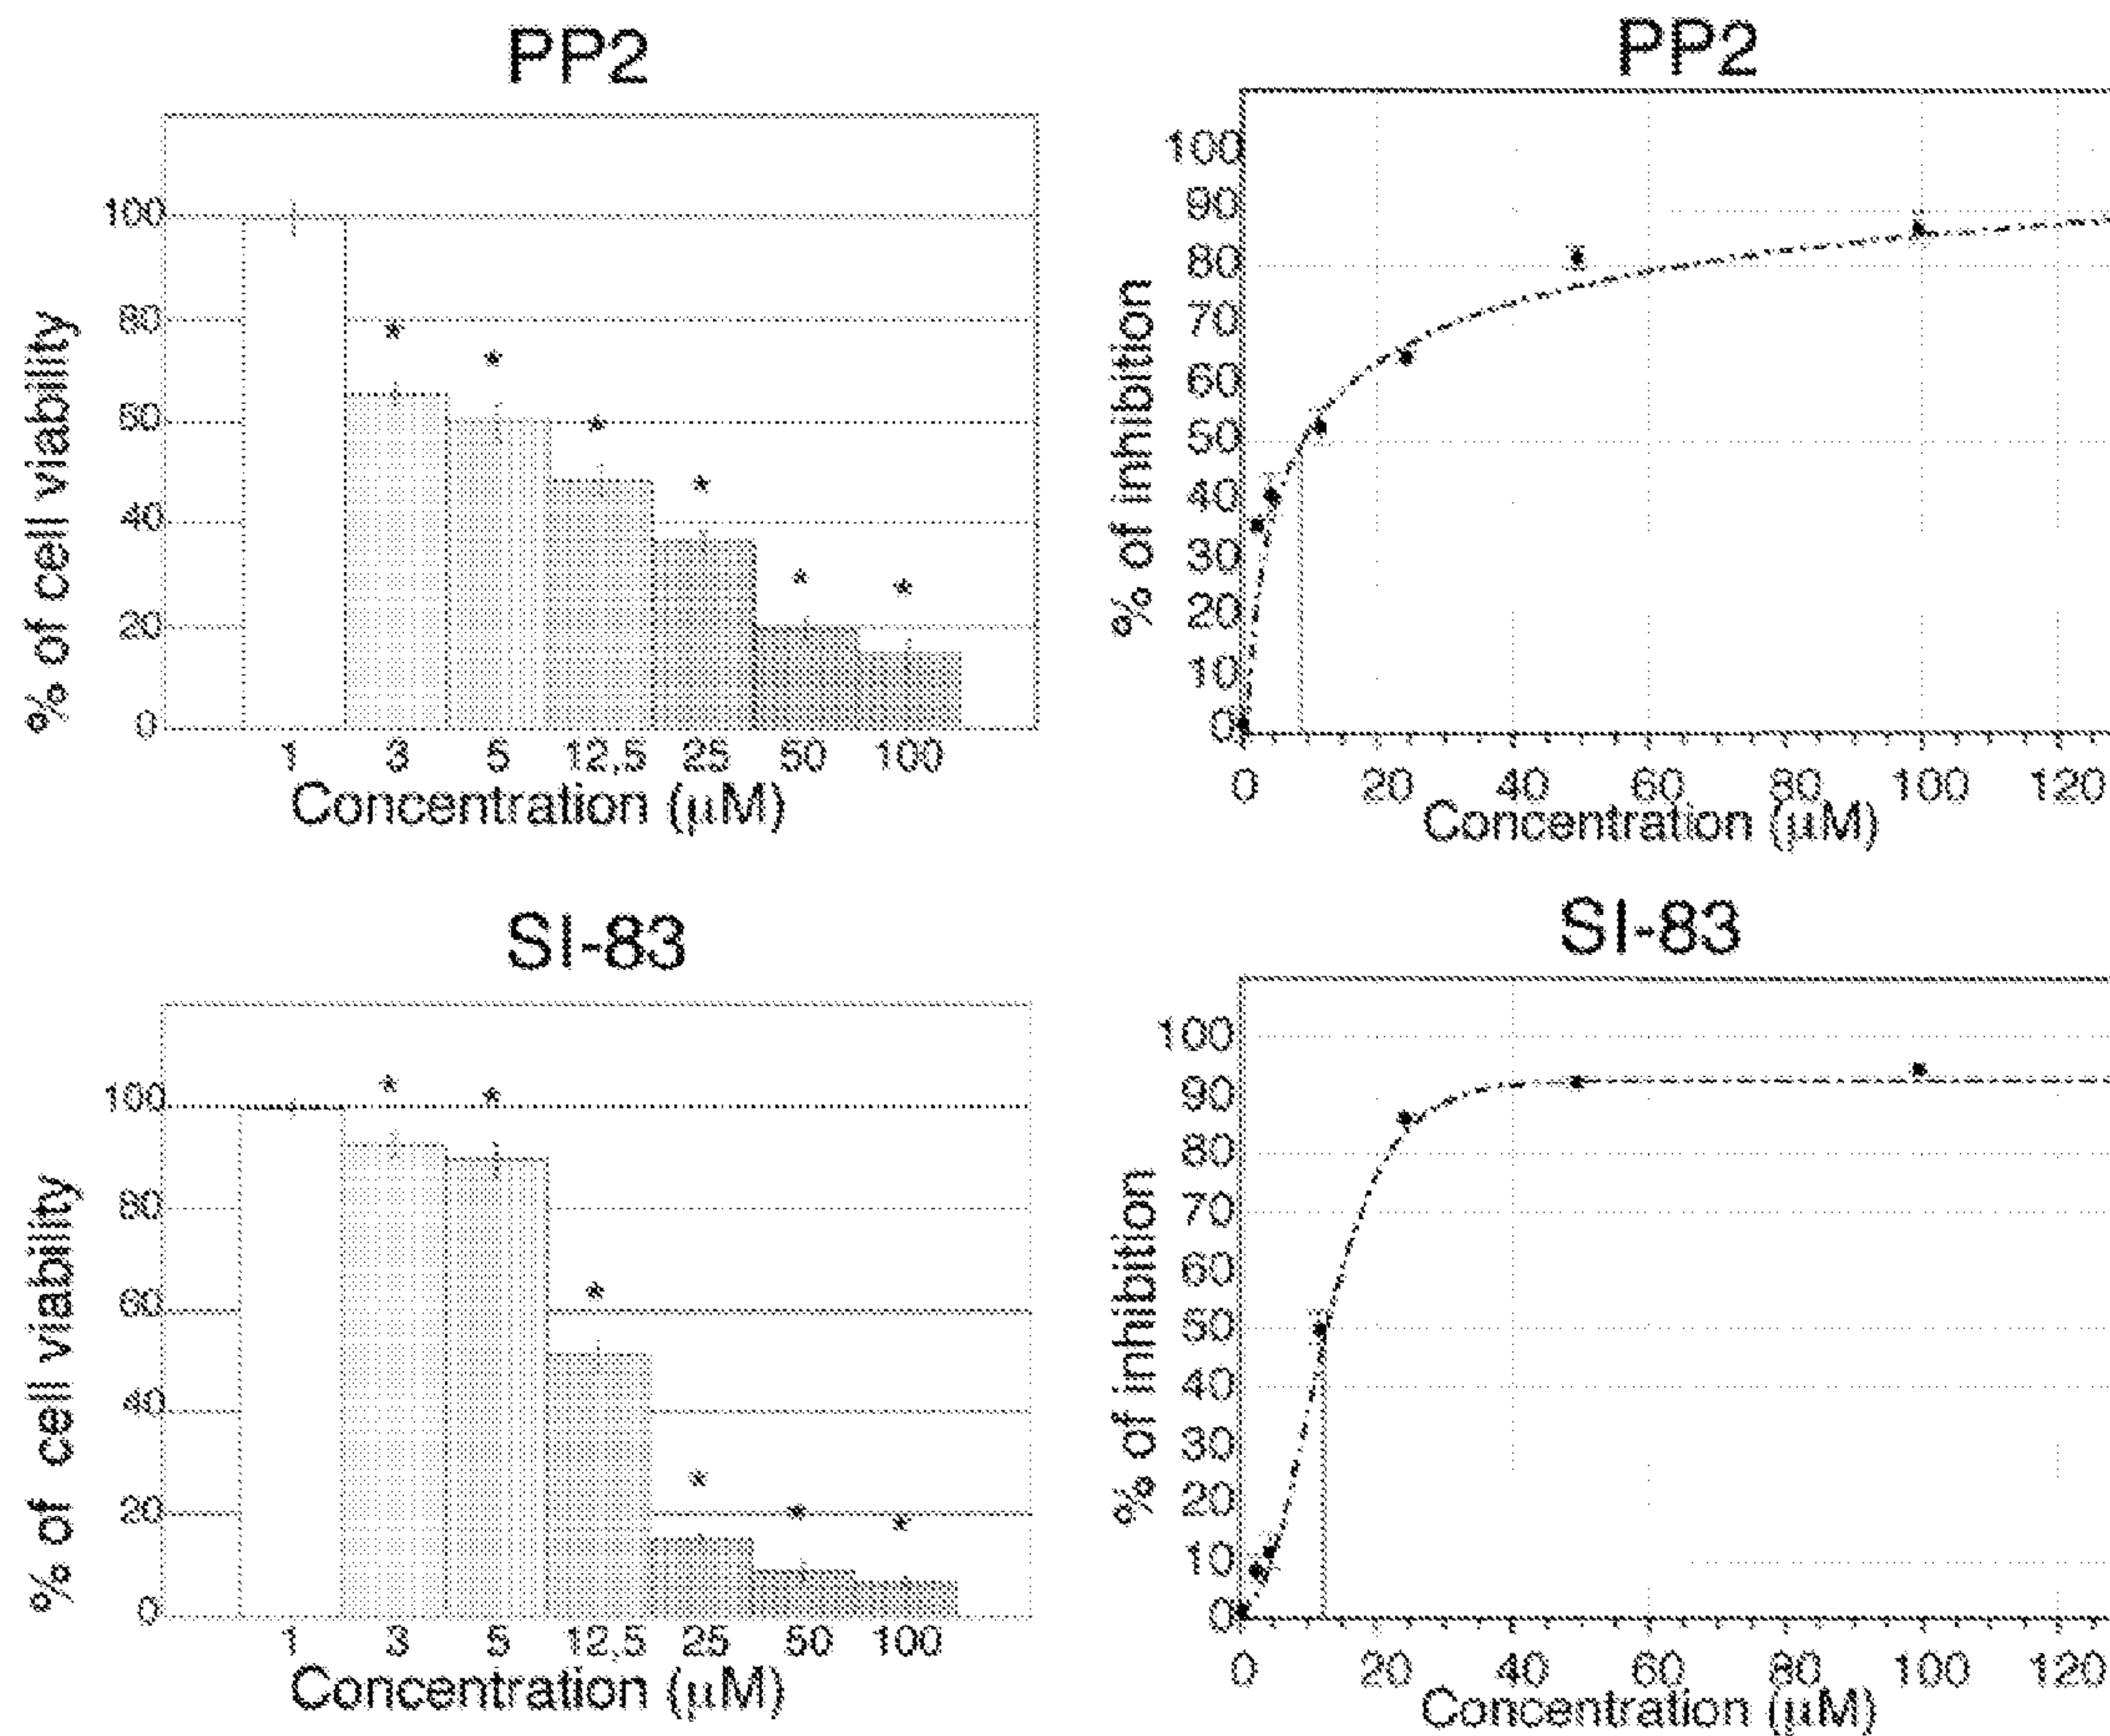 PP2
% of cell viability
100
80
60
40
20
0
1 3 5 12,5 25 50 100
Concentration (μM)
PP2
% of inhibition
100
90
80
70
60
50
40
30
20
10
0
0 20 40 60 80 100 120
Concentration (μM)
SI-83
% of cell viability
100
80
60
40
20
0
1 3 5 12,5 25 50 100
Concentration (μM)
SI-83
% of inhibition
100
90
80
70
60
50
40
30
20
10
0
0 20 40 60 80 100 120
Concentration (μM)